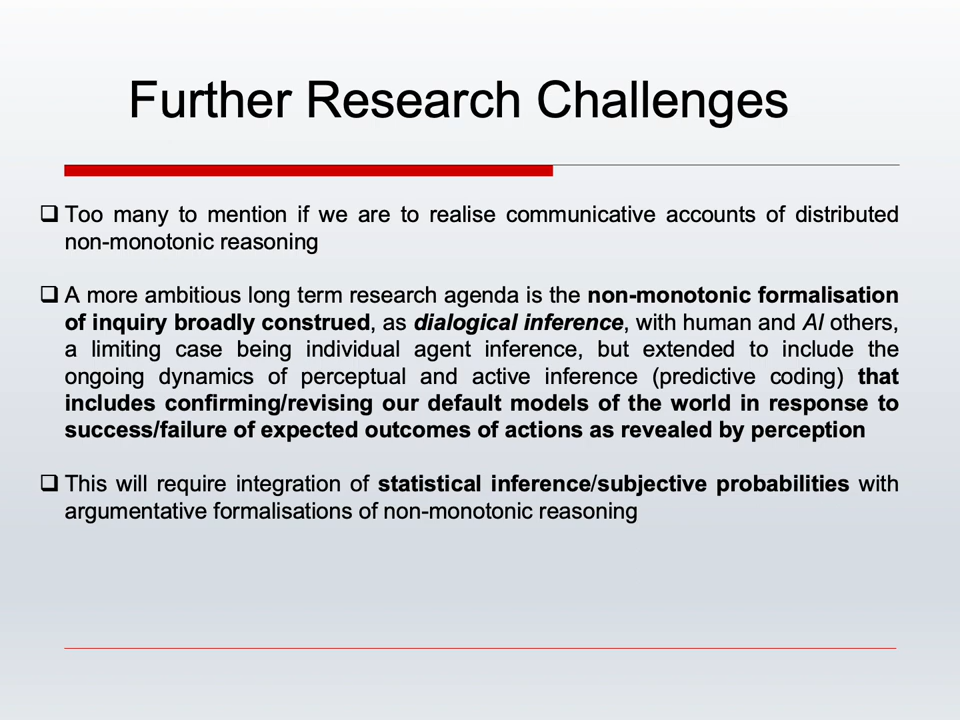 Further Research Challenges
❑ Too many to mention if we are to realise communicative accounts of distributed
non-monotonic reasoning
❑ A more ambitious long term research agenda is the non-monotonic formalisation
of inquiry broadly construed, as dialogical inference, with human and AI others,
a limiting case being individual agent inference, but extended to include the
ongoing dynamics of perceptual and active inference (predictive coding) that
includes confirming/revising our default models of the world in response to
success/failure of expected outcomes of actions as revealed by perception
❑ This will require integration of statistical inference/subjective probabilities with
argumentative formalisations of non-monotonic reasoning